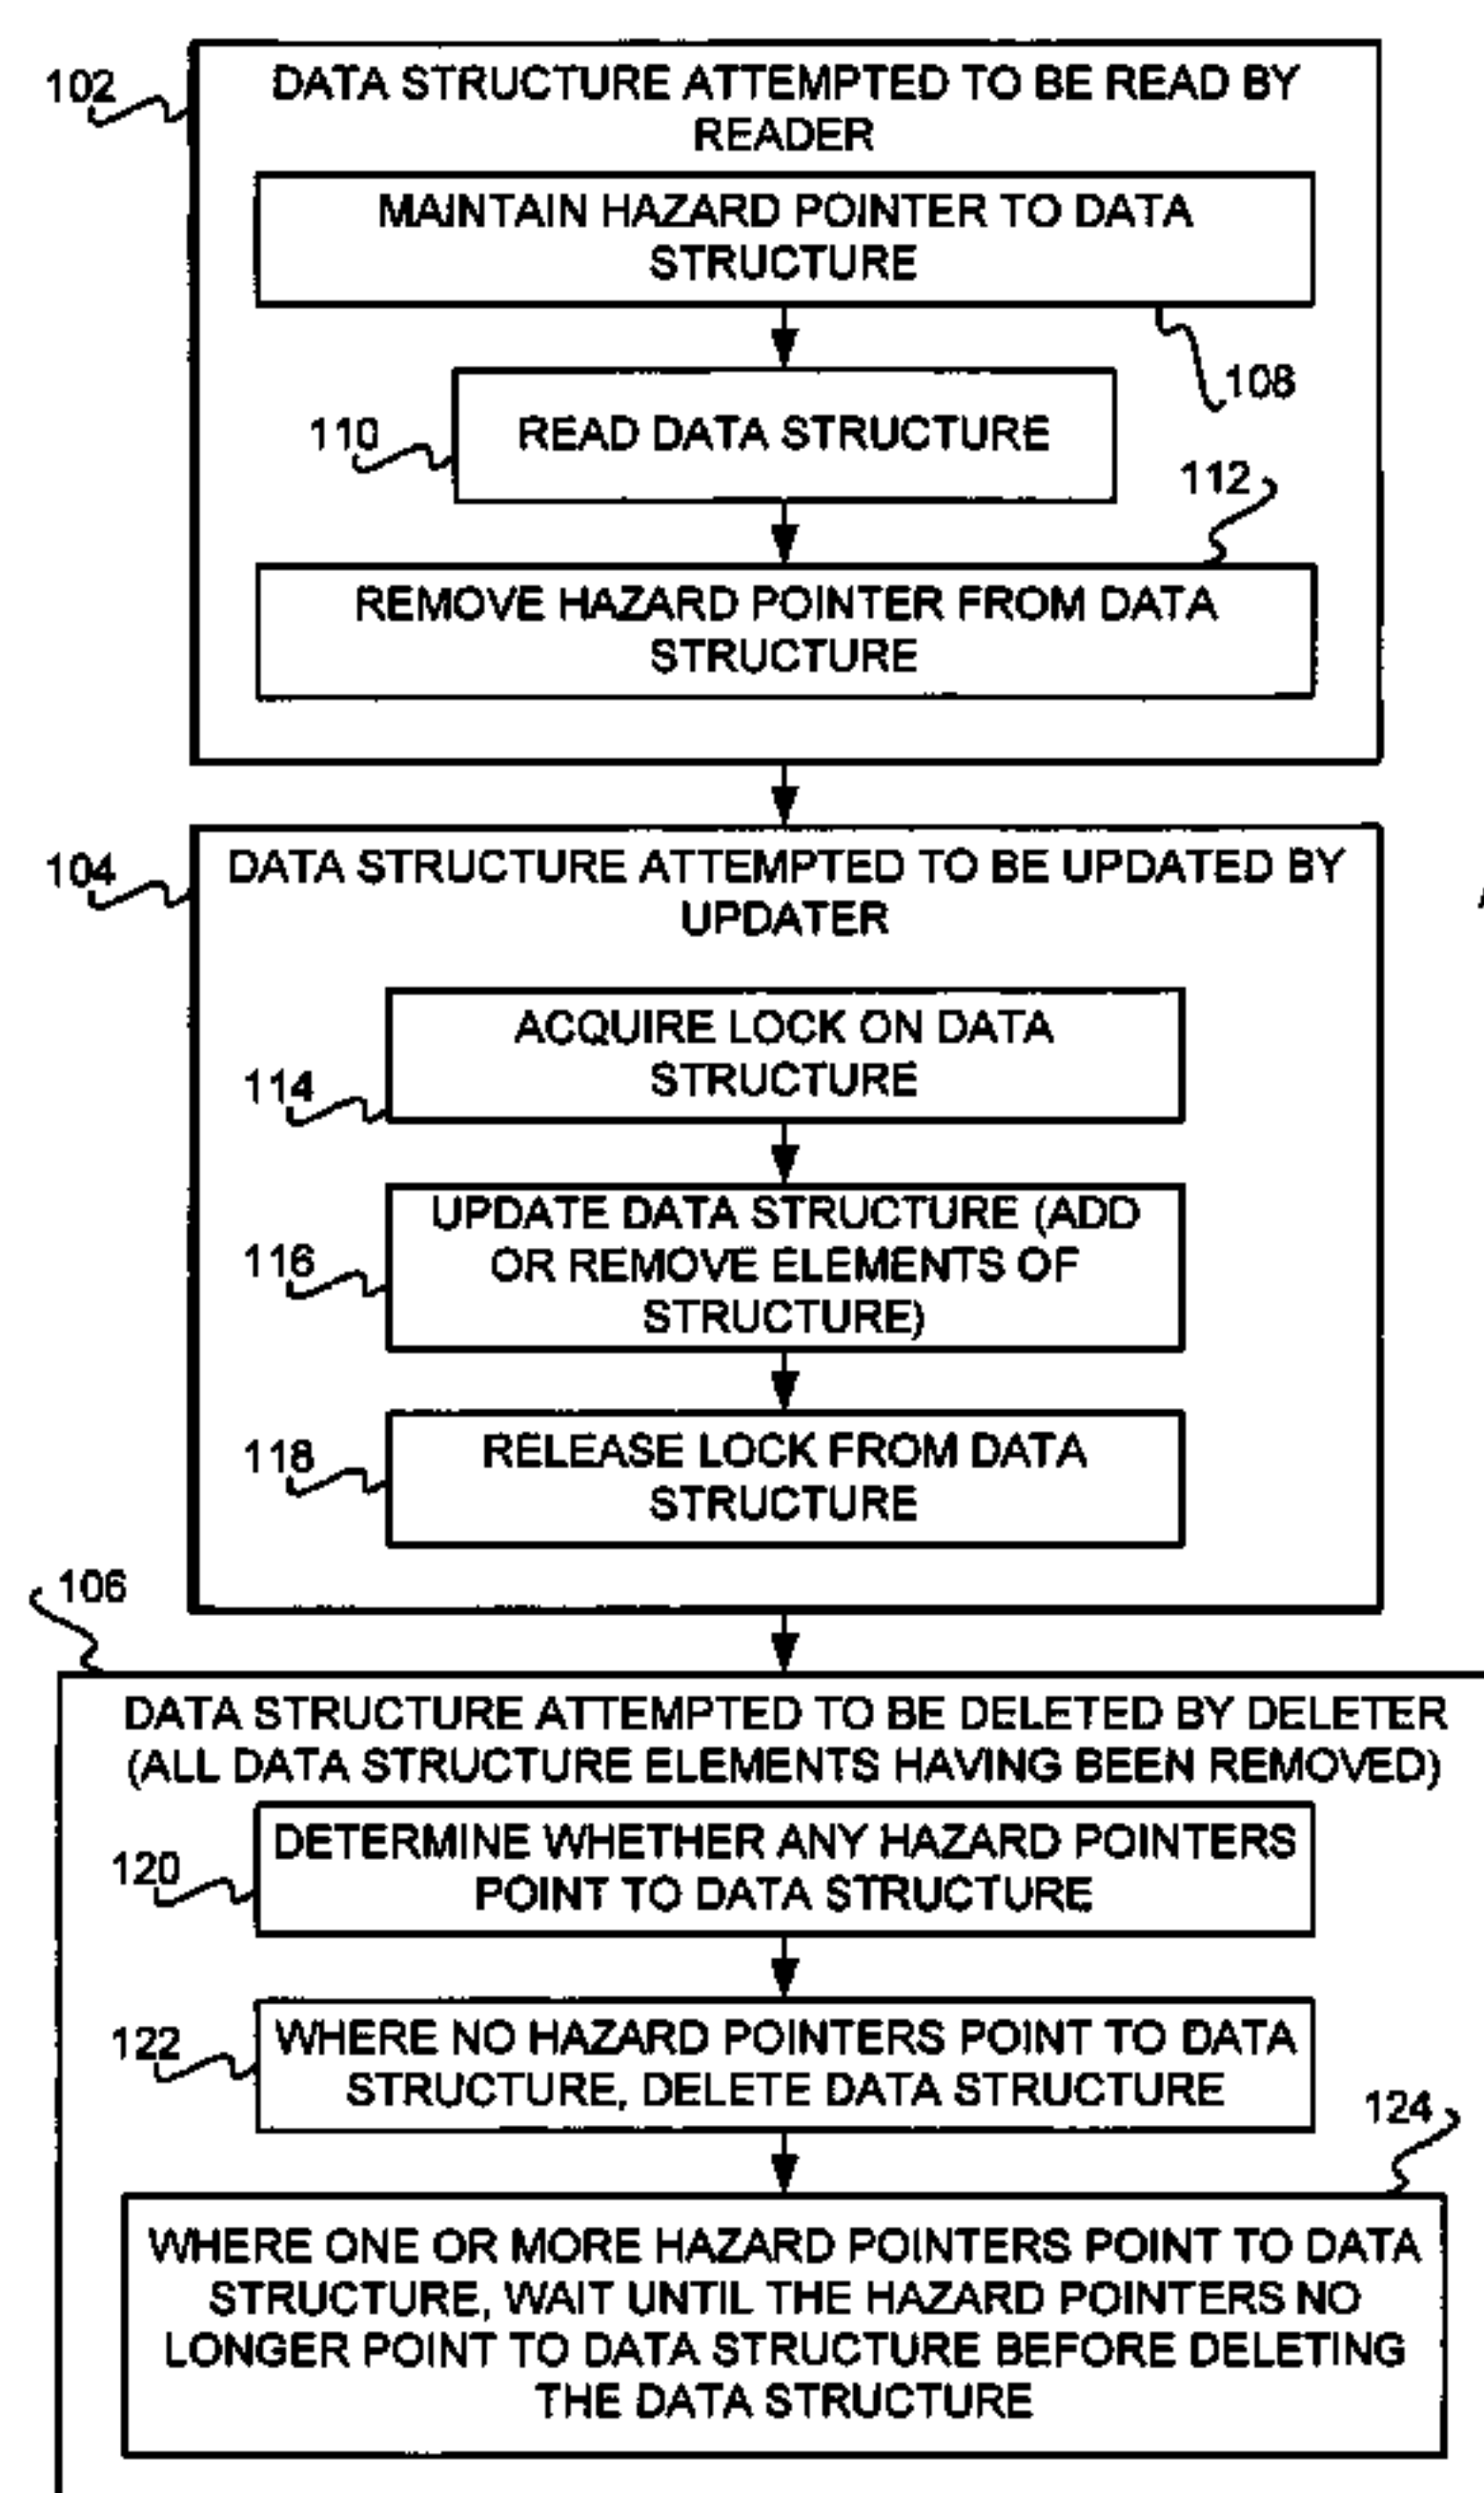 102
DATA STRUCTURE ATTEMPTED TO BE READ BY
READER
MAINTAIN HAZARD POINTER TO DATA
STRUCTURE
108
110
READ DATA STRUCTURE
112
REMOVE HAZARD POINTER FROM DATA
STRUCTURE
104
DATA STRUCTURE ATTEMPTED TO BE UPDATED BY
UPDATER
ACQUIRE LOCK ON DATA
STRUCTURE
114
UPDATE DATA STRUCTURE (ADD
OR REMOVE ELEMENTS OF
STRUCTURE)
116
RELEASE LOCK FROM DATA
STRUCTURE
118
106
DATA STRUCTURE ATTEMPTED TO BE DELETED BY DELETER
(ALL DATA STRUCTURE ELEMENTS HAVING BEEN REMOVED)
DETERMINE WHETHER ANY HAZARD POINTERS
POINT TO DATA STRUCTURE
120
WHERE NO HAZARD POINTERS POINT TO DATA
STRUCTURE, DELETE DATA STRUCTURE
122
124
WHERE ONE OR MORE HAZARD POINTERS POINT TO DATA
STRUCTURE, WAIT UNTIL THE HAZARD POINTERS NO
LONGER POINT TO DATA STRUCTURE BEFORE DELETING
THE DATA STRUCTURE